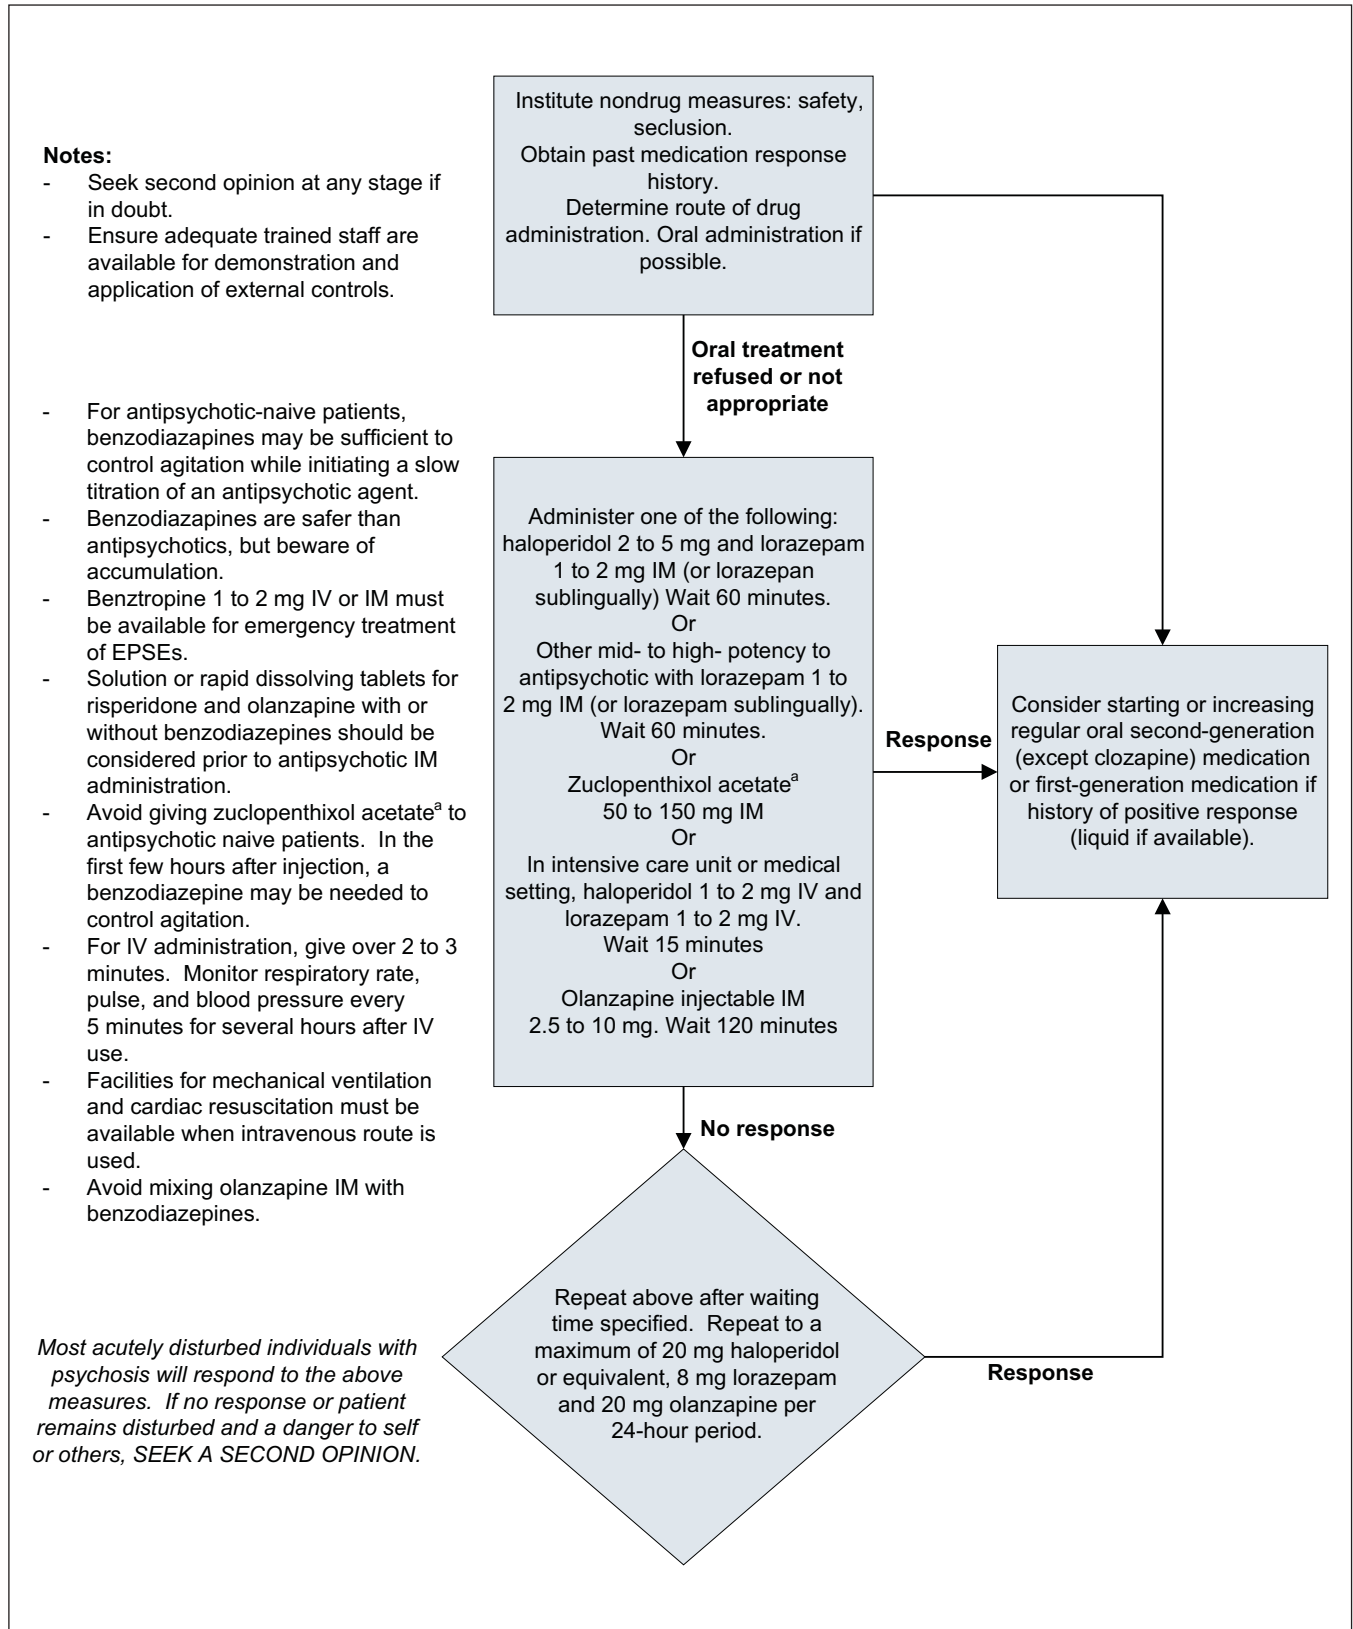 Institute nondrug measures: safety,
seclusion.
Obtain past medication response
history.
Determine route of drug
administration. Oral administration if
possible.
Notes:
- Seek second opinion at any stage if
in doubt.
- Ensure adequate trained staff are
available for demonstration and
application of external controls.
Oral treatment
refused or not
appropriate
- For antipsychotic-naive patients,
benzodiazapines may be sufficient to
control agitation while initiating a slow
titration of an antipsychotic agent.
- Benzodiazapines are safer than
antipsychotics, but beware of
accumulation.
- Benztropine 1 to 2 mg IV or IM must
be available for emergency treatment
of EPSEs.
- Solution or rapid dissolving tablets for
risperidone and olanzapine with or
without benzodiazepines should be
considered prior to antipsychotic IM
administration.
- Avoid giving zuclopenthixol acetateᵃ to
antipsychotic naive patients. In the
first few hours after injection, a
benzodiazepine may be needed to
control agitation.
- For IV administration, give over 2 to 3
minutes. Monitor respiratory rate,
pulse, and blood pressure every
5 minutes for several hours after IV
use.
- Facilities for mechanical ventilation
and cardiac resuscitation must be
available when intravenous route is
used.
- Avoid mixing olanzapine IM with
benzodiazepines.
Administer one of the following:
haloperidol 2 to 5 mg and lorazepam
1 to 2 mg IM (or lorazepan
sublingually) Wait 60 minutes.
Or
Other mid- to high- potency to
antipsychotic with lorazepam 1 to
2 mg IM (or lorazepam sublingually).
Wait 60 minutes.
Or
Zuclopenthixol acetateᵃ
50 to 150 mg IM
Or
In intensive care unit or medical
setting, haloperidol 1 to 2 mg IV and
lorazepam 1 to 2 mg IV.
Wait 15 minutes
Or
Olanzapine injectable IM
2.5 to 10 mg. Wait 120 minutes
Response
Consider starting or increasing
regular oral second-generation
(except clozapine) medication
or first-generation medication if
history of positive response
(liquid if available).
No response
Repeat above after waiting
time specified. Repeat to a
maximum of 20 mg haloperidol
or equivalent, 8 mg lorazepam
and 20 mg olanzapine per
24-hour period.
Response
Most acutely disturbed individuals with
psychosis will respond to the above
measures. If no response or patient
remains disturbed and a danger to self
or others, SEEK A SECOND OPINION.